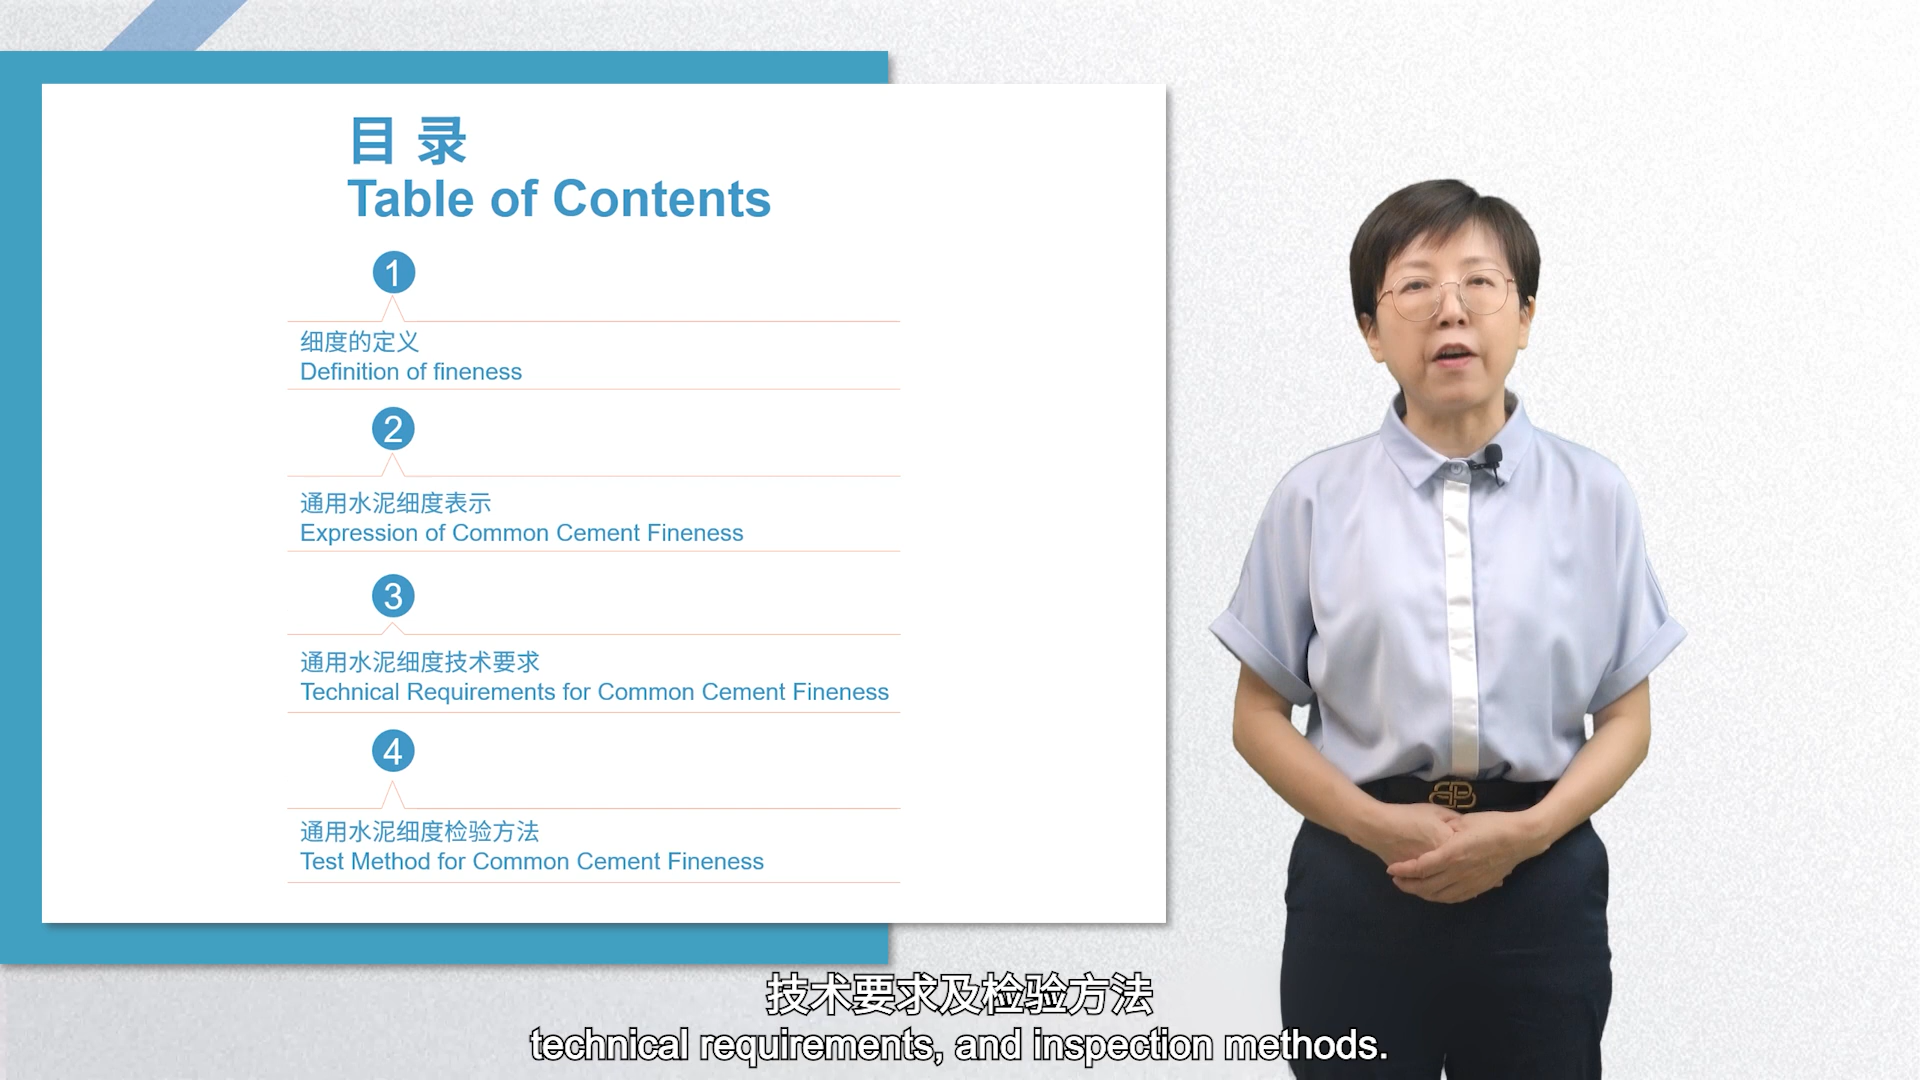 目 录
Table of Contents
1
细度的定义
Definition of fineness
2
通用水泥细度表示
Expression of Common Cement Fineness
3
通用水泥细度技术要求
Technical Requirements for Common Cement Fineness
4
通用水泥细度检验方法
Test Method for Common Cement Fineness
技术要求及检验方法
technical requirements, and inspection methods.